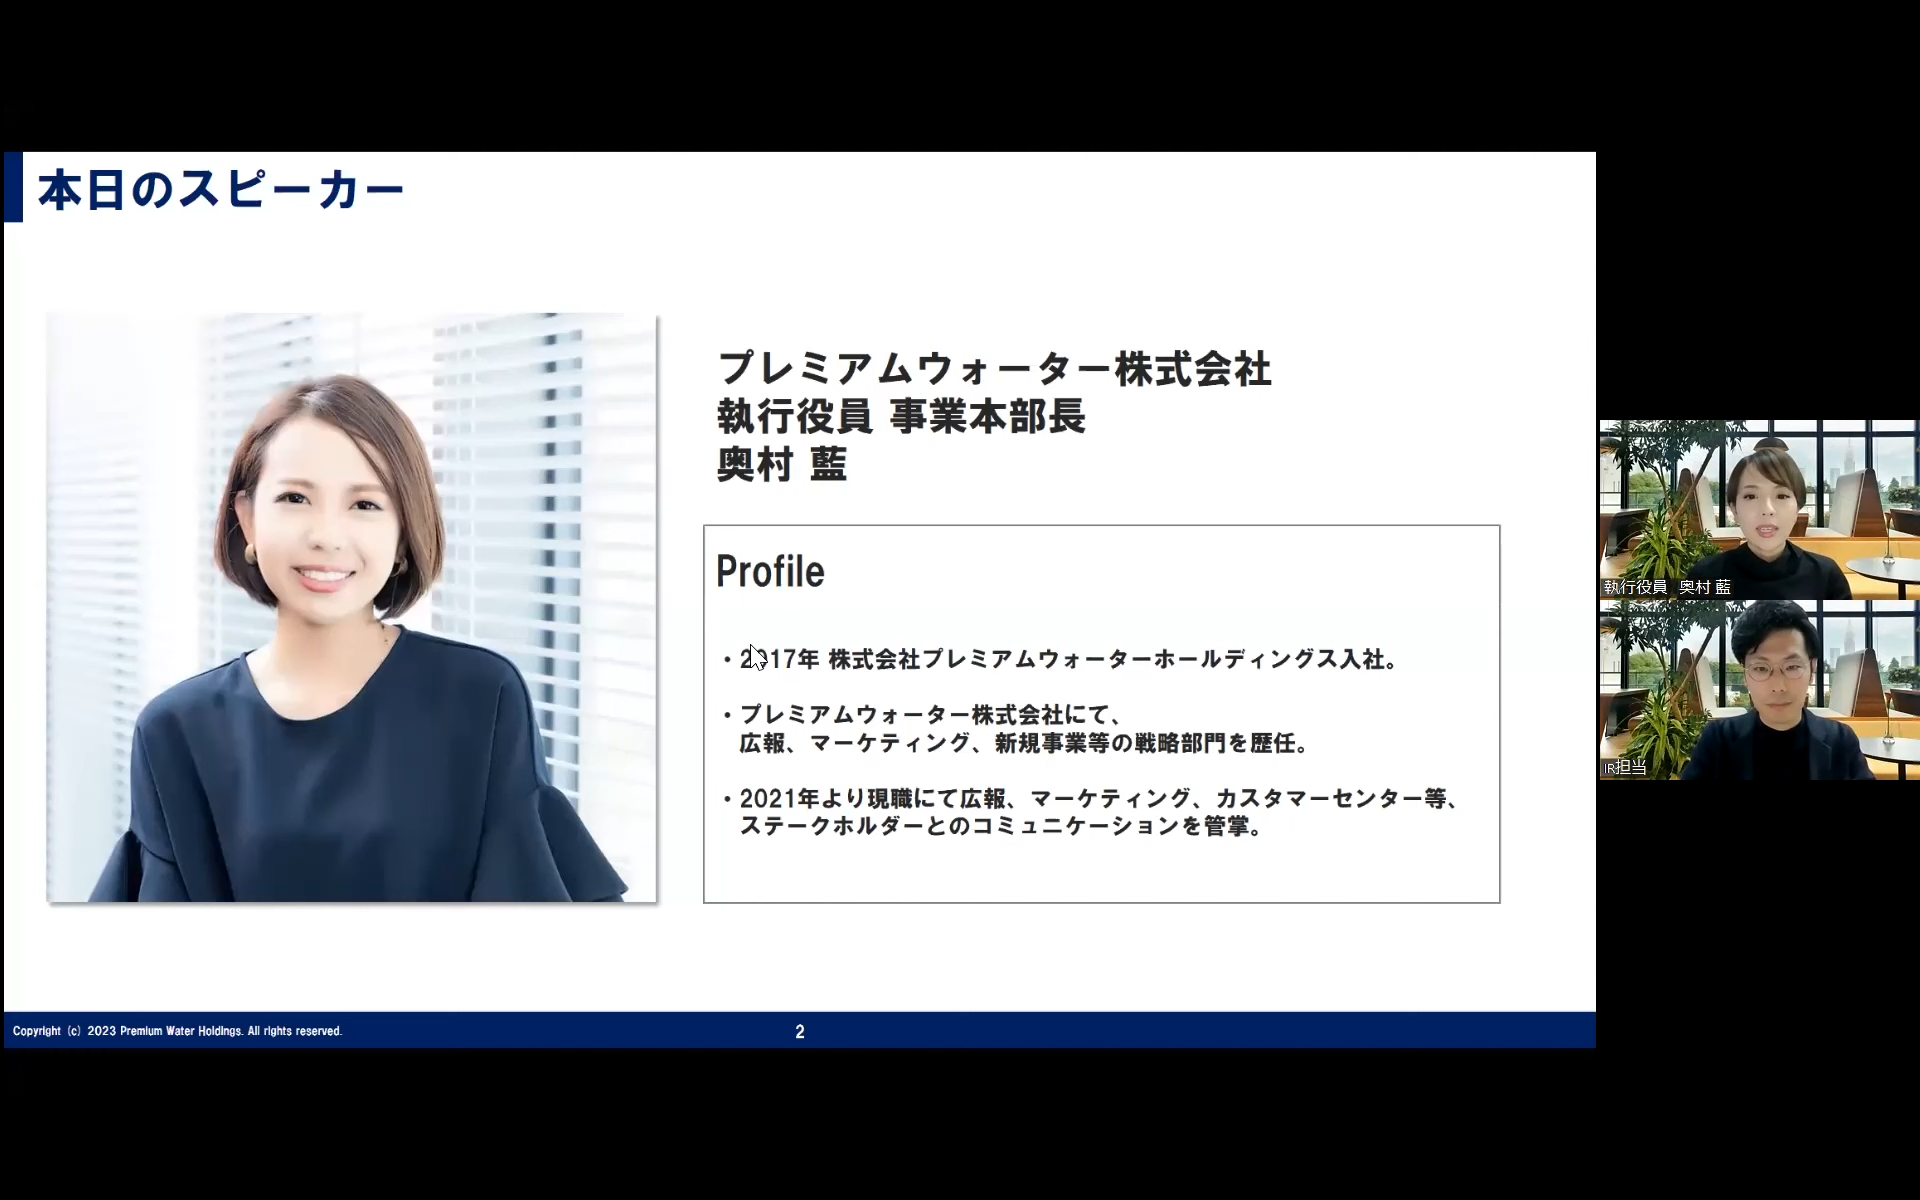 本日のスピーカー
プレミアムウォーター株式会社
執行役員 事業本部長
奥村 藍
Profile
・2017年 株式会社プレミアムウォーターホールディングス入社。
・プレミアムウォーター株式会社にて、
広報、マーケティング、新規事業等の戦略部門を歴任。
・2021年より現職にて広報、マーケティング、カスタマーセンター等、
ステークホルダーとのコミュニケーションを管掌。
執行役員 奥村 藍
IR担当
Copyright (c) 2023 Premium Water Holdings. All rights reserved.
2